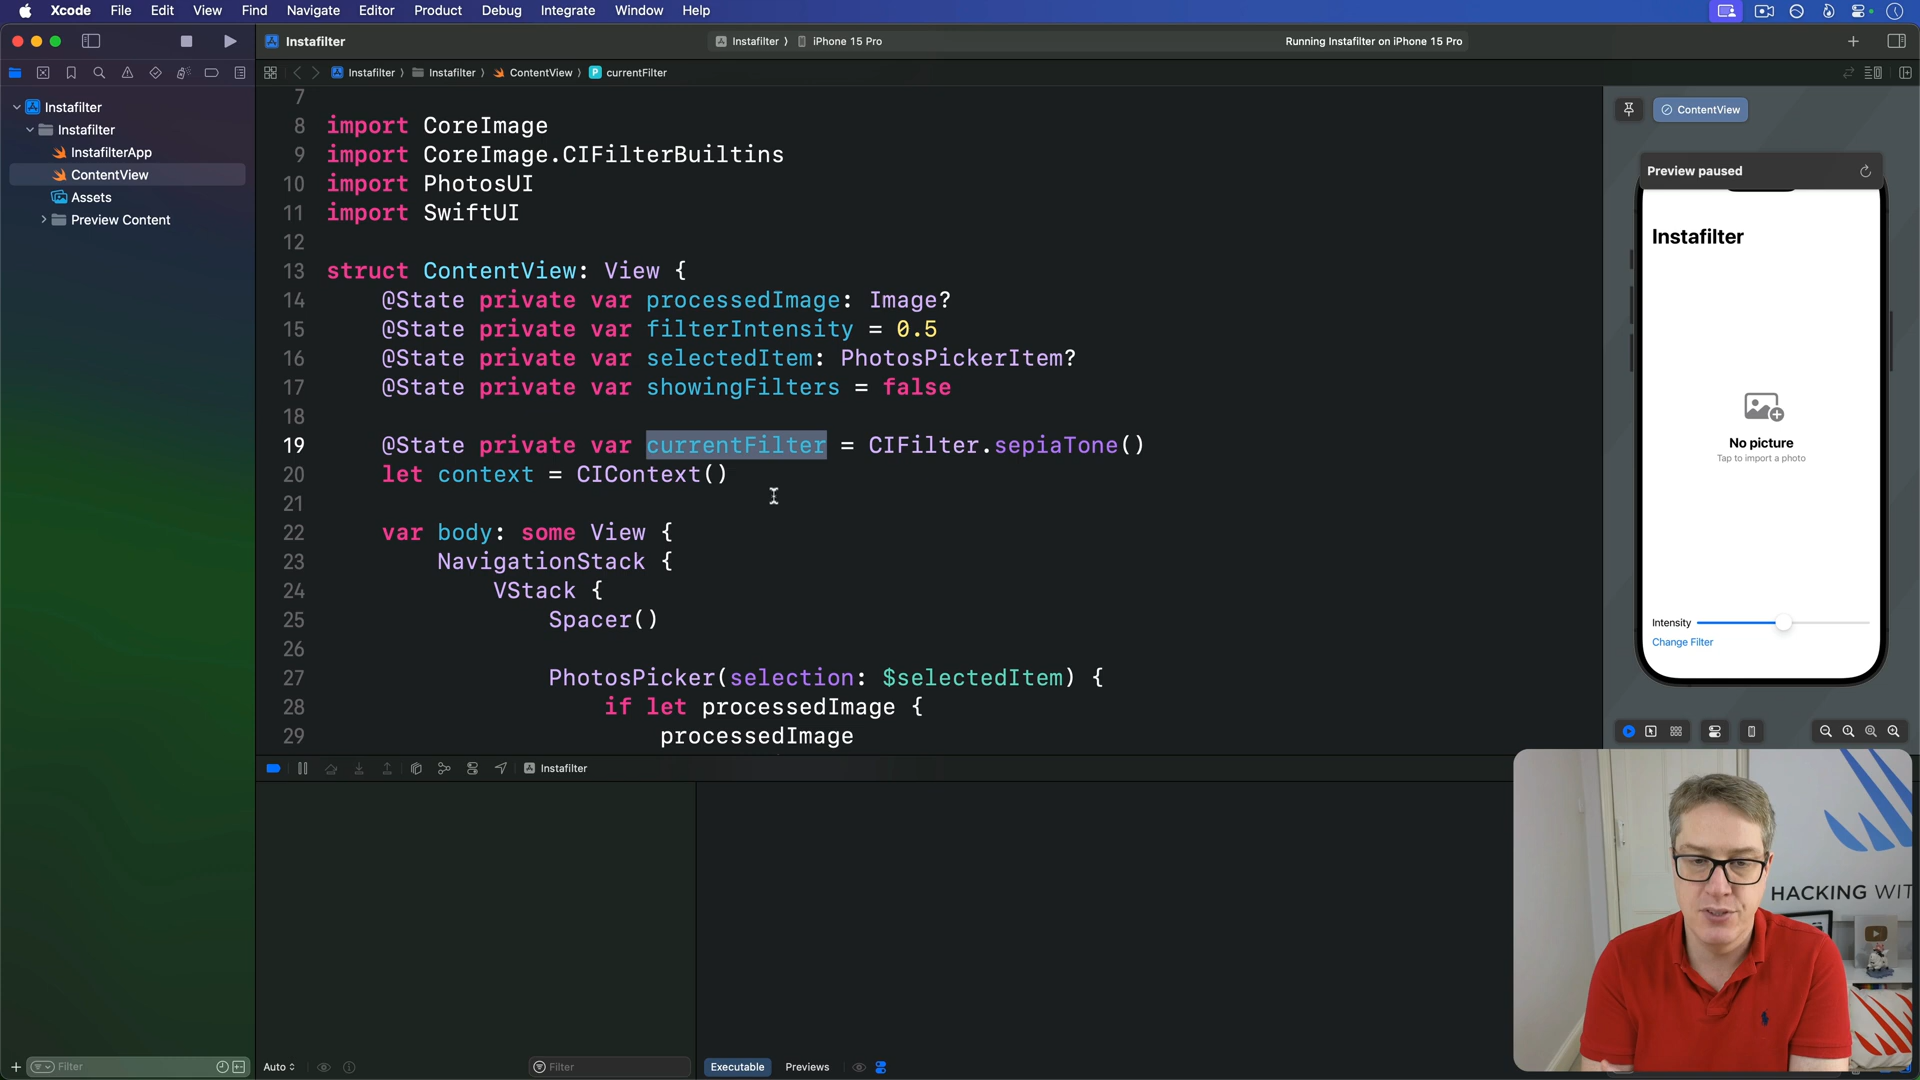 Xcode File Edit View Find Navigate Editor Product Debug Integrate Window Help
Instafilter
Instafilter iPhone 15 Pro
Running Instafilter on iPhone 15 Pro
Instafilter Instafilter ContentView currentFilter
Instafilter
Instafilter
InstafilterApp
ContentView
Assets
Preview Content
7
8 import CoreImage
9 import CoreImage.CIFilterBuiltins
10 import PhotosUI
11 import SwiftUI
12
13 struct ContentView: View {
14 @State private var processedImage: Image?
15 @State private var filterIntensity = 0.5
16 @State private var selectedItem: PhotosPickerItem?
17 @State private var showingFilters = false
18
19 @State private var currentFilter = CIFilter.sepiaTone()
20 let context = CIContext()
21
22 var body: some View {
23 NavigationStack {
24 VStack {
25 Spacer()
26
27 PhotosPicker(selection: $selectedItem) {
28 if let processedImage {
29 processedImage
ContentView
Preview paused
Instafilter
No picture
Tap to import a photo
Intensity
Change Filter
Instafilter
HACKING WIT
Filter
Auto
Filter
Executable Previews